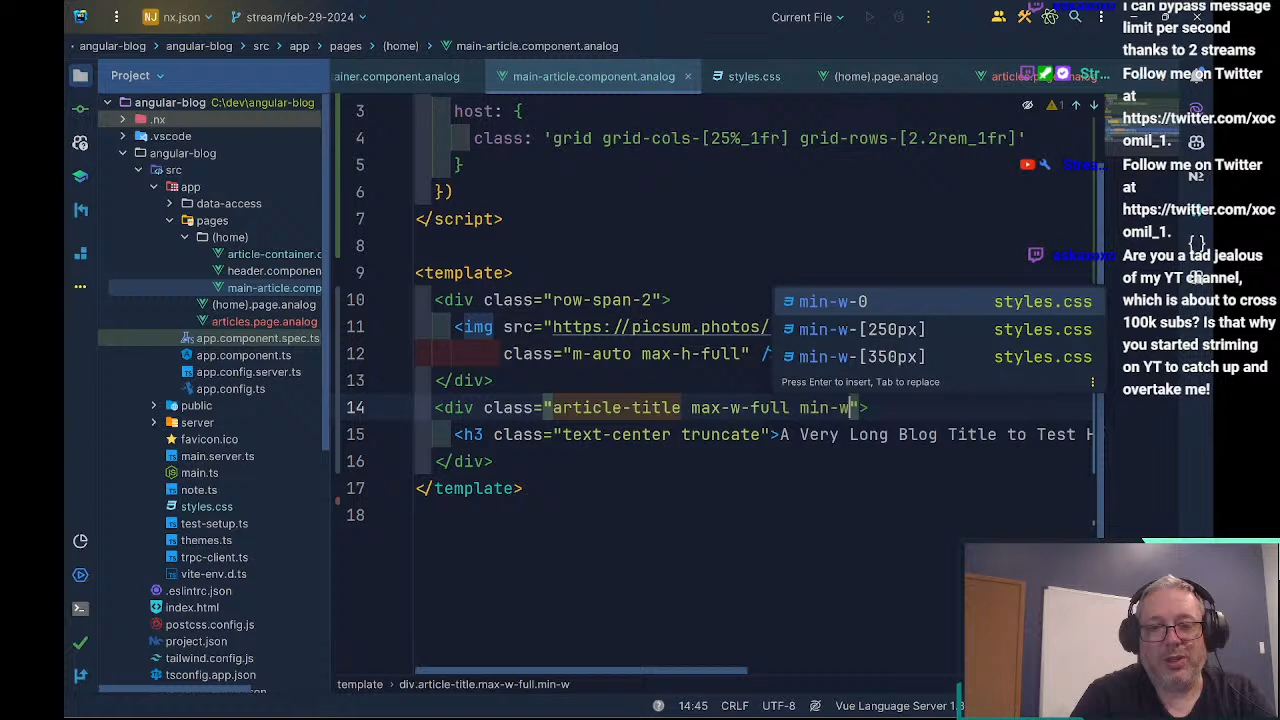 nx.json
stream/feb-29-2024
Current File
angular-blog
angular-blog
src
app
pages
(home)
main-article.component.analog
Project
ainer.component.analog
main-article.component.analog
styles.css
(home).page.analog
angular-blog C:\dev\angular-blog
.nx
.vscode
angular-blog
src
app
data-access
pages
(home)
article-container.c
header.componen
main-article.comp
(home).page.analog
articles.page.analog
app.component.spec.ts
app.component.ts
app.config.server.ts
app.config.ts
public
server
favicon.ico
main.server.ts
main.ts
note.ts
styles.css
test-setup.ts
themes.ts
trpc-client.ts
vite-env.d.ts
.eslintrc.json
index.html
postcss.config.js
project.json
tailwind.config.js
tsconfig.app.json
3 host: {
4 class: 'grid grid-cols-[25%_1fr] grid-rows-[2.2rem_1fr]'
5 }
6 })
7 </script>
8
9 <template>
10 <div class="row-span-2">
11 <img src="https://picsum.photos/
12 class="m-auto max-h-full" /
13 </div>
14 <div class="article-title max-w-full min-w">
15 <h3 class="text-center truncate">A Very Long Blog Title to Test H
16 </div>
17 </template>
18
1
min-w-0 styles.css
min-w-[250px] styles.css
min-w-[350px] styles.css
Press Enter to insert, Tab to replace
template
div.article-title.max-w-full.min-w
14:45
CRLF
UTF-8
Vue Language Server 1.8
I can bypass message
limit per second
thanks to 2 streams
Str...
Follow me on Twitter
at
https://twitter.com/xoc
omil_1.
Strea...
Follow me on Twitter
at
https://twitter.com/xoc
omil_1.
Are you a tad jealous
of my YT channel,
which is about to cross
100k subs? Is that why
you started striming
on YT to catch up and
overtake me!